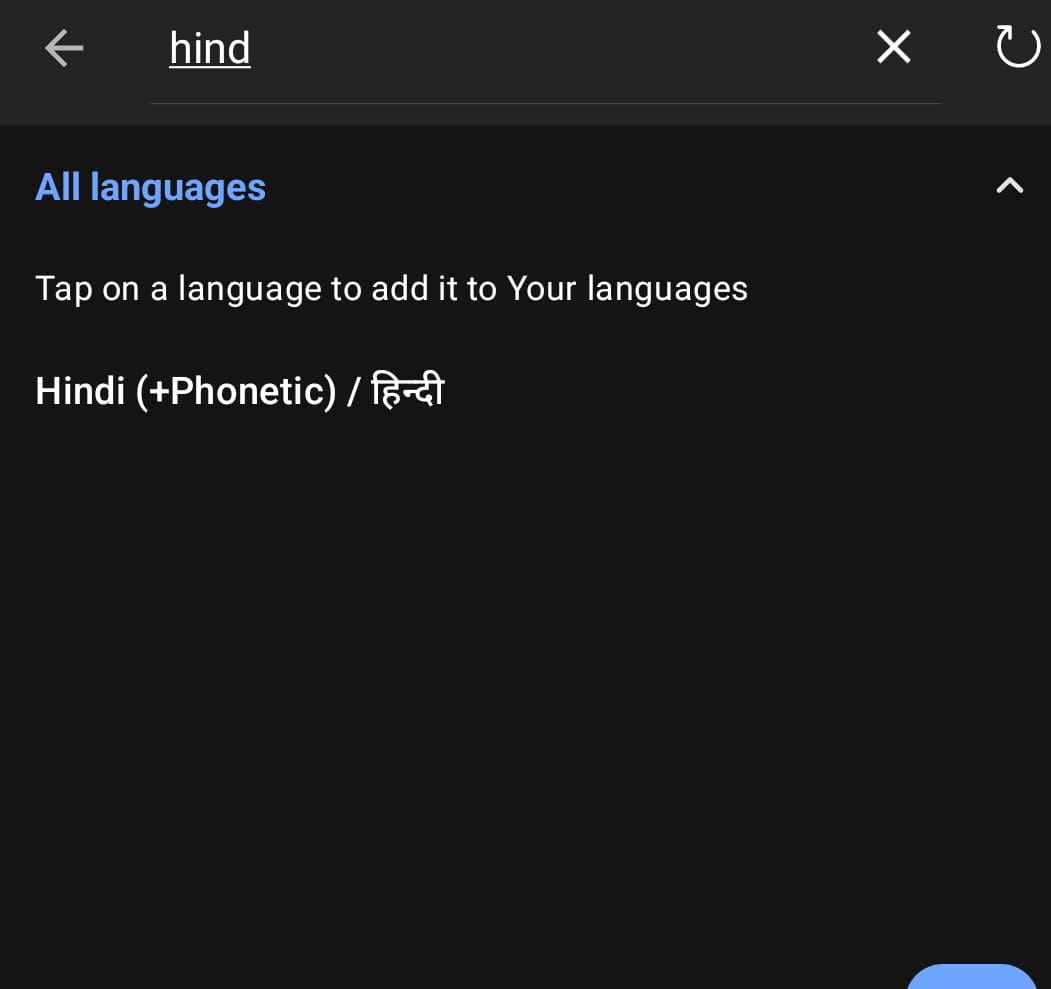 hind
All languages
Tap on a language to add it to Your languages
Hindi (+Phonetic) / हिन्दी